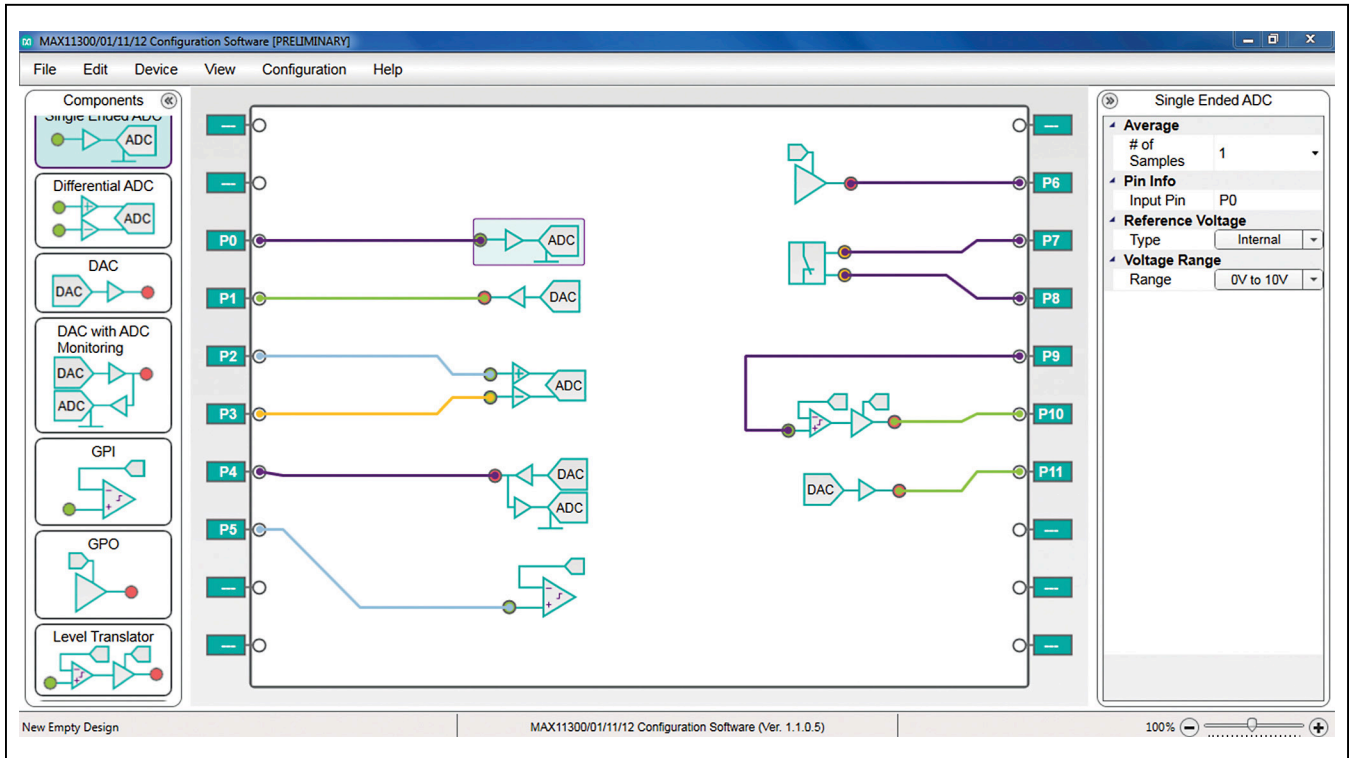 MAX11300/01/11/12 Configuration Software [PRELIMINARY]
File Edit Device View Configuration Help
Components
Single Ended ADC
ADC
Differential ADC
ADC
DAC
DAC
DAC with ADC
Monitoring
DAC
ADC
GPI
GPO
Level Translator
---
---
P0
P1
P2
P3
P4
P5
---
---
ADC
DAC
ADC
DAC
ADC
DAC
---
P6
P7
P8
P9
P10
P11
---
---
---
Single Ended ADC
Average
# of
Samples
1
Pin Info
Input Pin P0
Reference Voltage
Type Internal
Voltage Range
Range 0V to 10V
New Empty Design
MAX11300/01/11/12 Configuration Software (Ver. 1.1.0.5)
100%